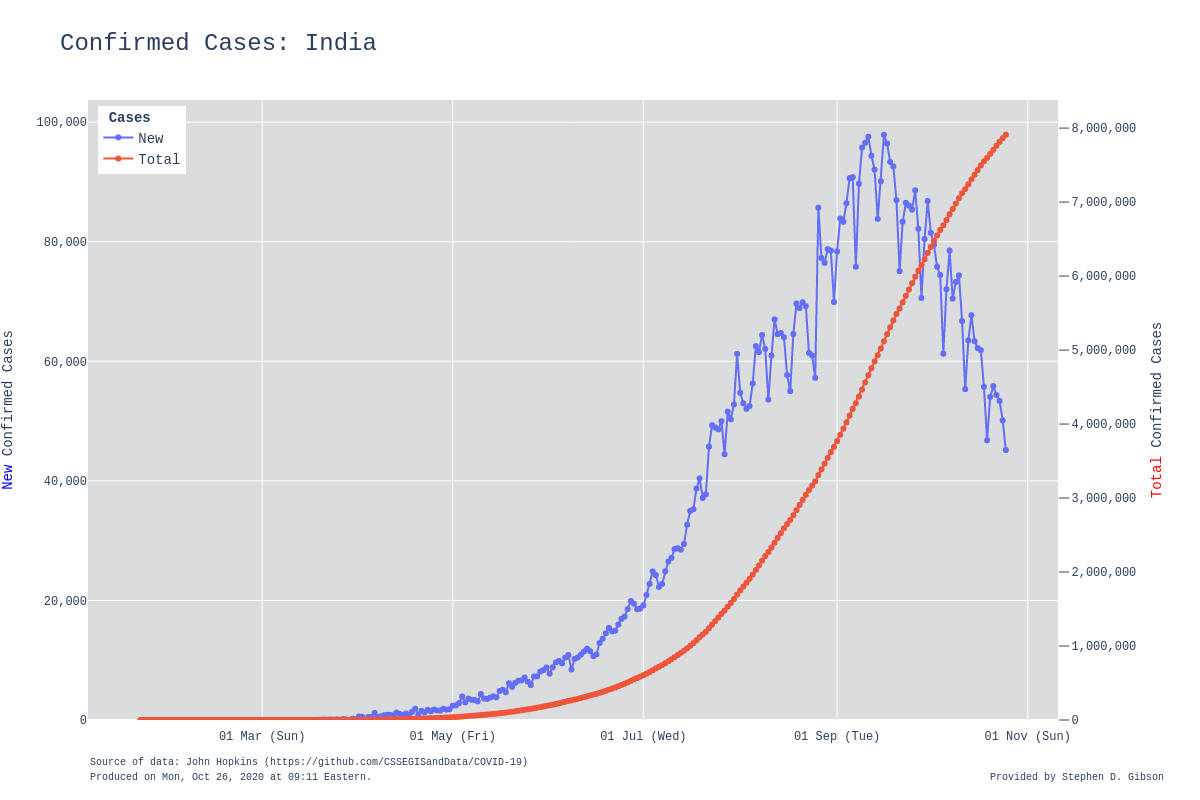 Confirmed Cases: India
Cases
New
Total
100,000
80,000
60,000
40,000
20,000
0
8,000,000
7,000,000
6,000,000
5,000,000
4,000,000
3,000,000
2,000,000
1,000,000
0
New Confirmed Cases
Total Confirmed Cases
01 Mar (Sun)
01 May (Fri)
01 Jul (Wed)
01 Sep (Tue)
01 Nov (Sun)
Source of data: John Hopkins (https://github.com/CSSEGISandData/COVID-19)
Produced on Mon, Oct 26, 2020 at 09:11 Eastern.
Provided by Stephen D. Gibson